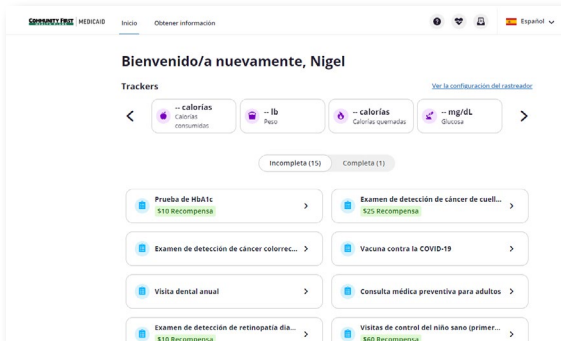 COMMUNITY FIRST MEDICAID Inicio Obtener información Español
Bienvenido/a nuevamente, Nigel
Trackers Ver la configuración del rastreador
-- calorías
Calorías
consumidas
-- lb
Peso
-- calorías
Calorías quemadas
-- mg/dL
Glucosa
Incompleta (15) Completa (1)
Prueba de HbA1c
$10 Recompensa
Examen de detección de cáncer de cuell...
$25 Recompensa
Examen de detección de cáncer colorrec...
Vacuna contra la COVID-19
Visita dental anual
Consulta médica preventiva para adultos
Examen de detección de retinopatía dia...
$10 Recompensa
Visitas de control del niño sano (primer...
$60 Recompensa